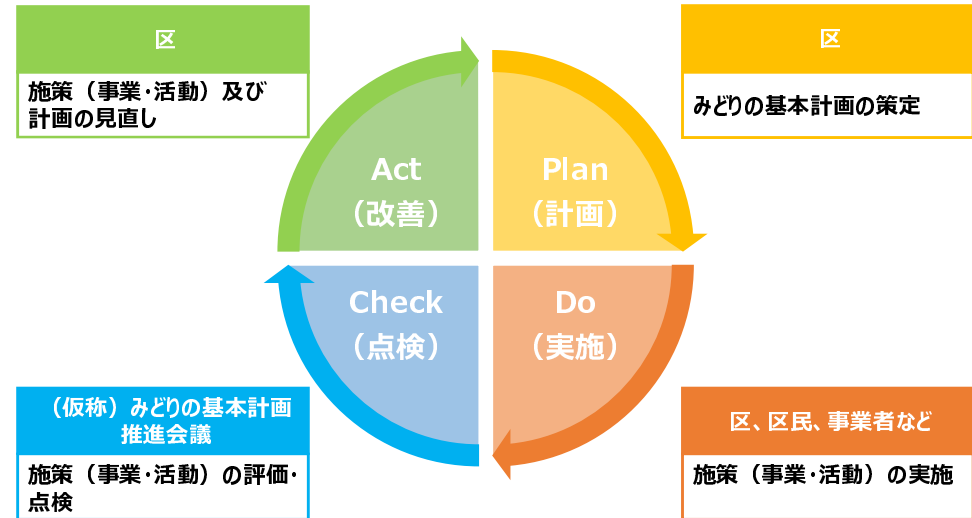 区
施策（事業・活動）及び
計画の見直し
区
みどりの基本計画の策定
Act
（改善）
Plan
（計画）
Check
（点検）
Do
（実施）
（仮称）みどりの基本計画
推進会議
施策（事業・活動）の評価・
点検
区、区民、事業者など
施策（事業・活動）の実施